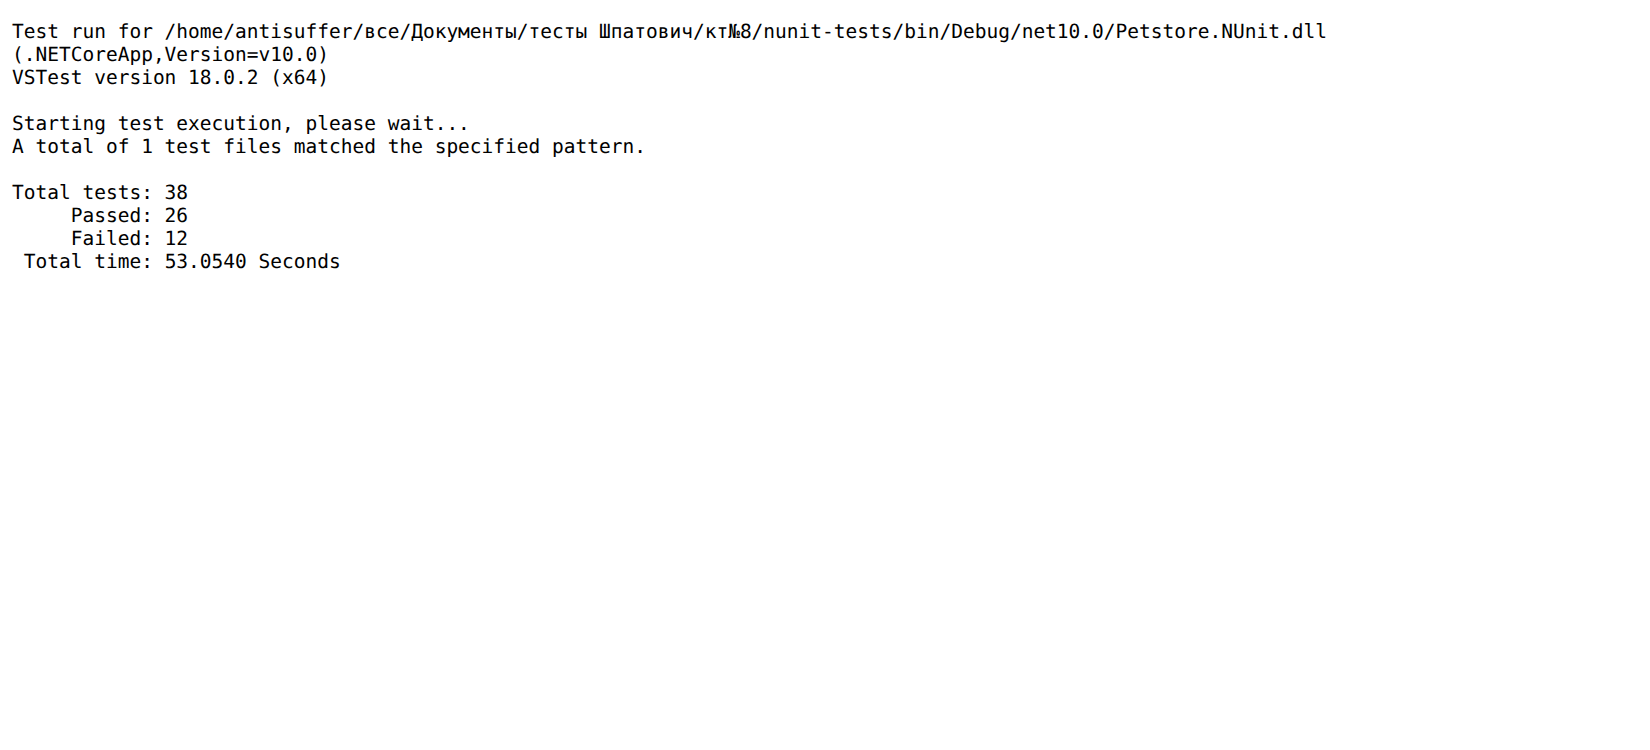 Test run for /home/antisuffer/все/Документы/тесты Шпатович/кт№8/nunit-tests/bin/Debug/net10.0/Petstore.NUnit.dll
(.NETCoreApp,Version=v10.0)
VSTest version 18.0.2 (x64)
Starting test execution, please wait...
A total of 1 test files matched the specified pattern.
Total tests: 38
Passed: 26
Failed: 12
Total time: 53.0540 Seconds